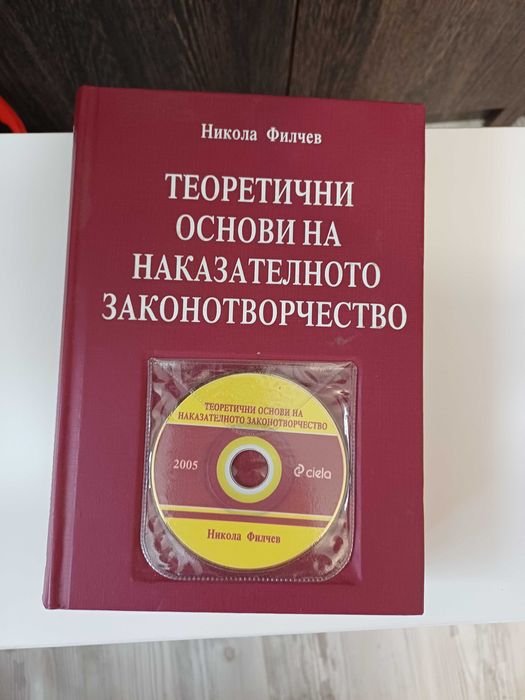 Никола Филчев
ТЕОРЕТИЧНИ
ОСНОВИ НА
НАКАЗАТЕЛНОТО
ЗАКОНОТВОРЧЕСТВО
ТЕОРЕТИЧНИ ОСНОВИ НА
НАКАЗАТЕЛНОТО ЗАКОНОТВОРЧЕСТВО
2005
ciela
Никола Филчев